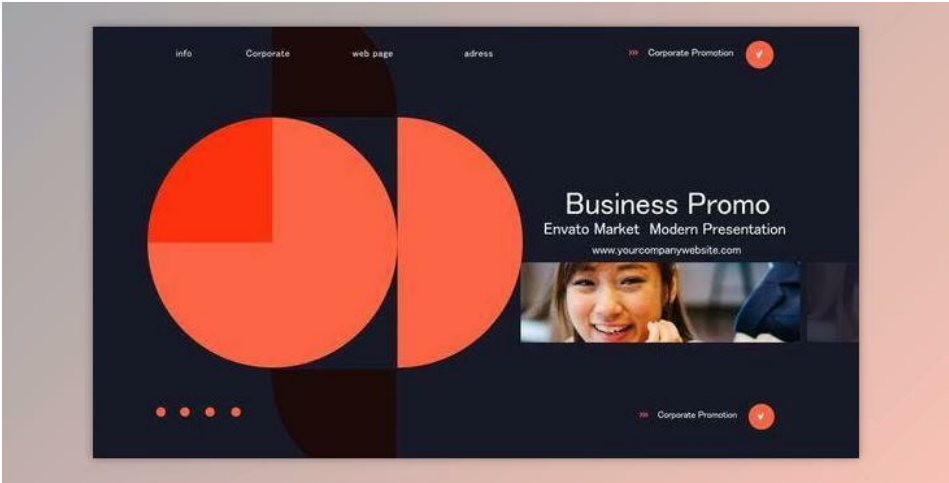 info Corporate web page adress
››› Corporate Promotion
Business Promo
Envato Market Modern Presentation
www.yourcompanywebsite.com
››› Corporate Promotion